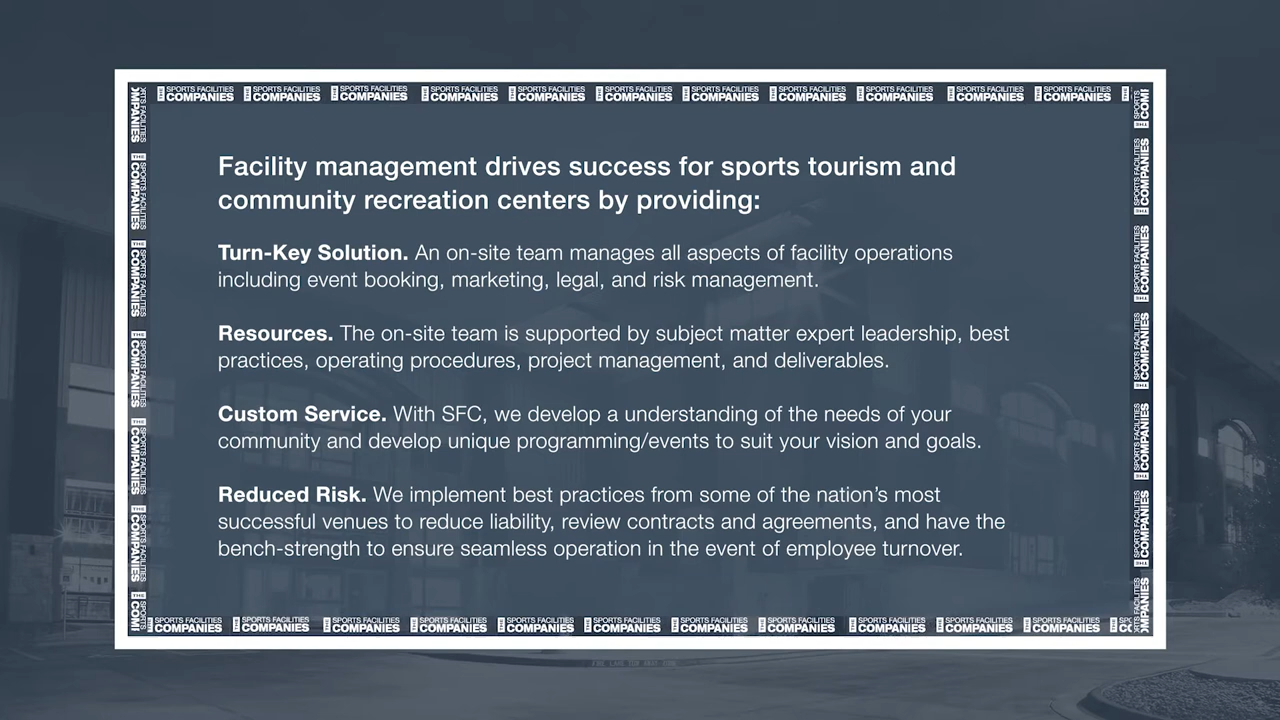 THE SPORTS FACILITIES COMPANIES
Facility management drives success for sports tourism and
community recreation centers by providing:
Turn-Key Solution. An on-site team manages all aspects of facility operations
including event booking, marketing, legal, and risk management.
Resources. The on-site team is supported by subject matter expert leadership, best
practices, operating procedures, project management, and deliverables.
Custom Service. With SFC, we develop a understanding of the needs of your
community and develop unique programming/events to suit your vision and goals.
Reduced Risk. We implement best practices from some of the nation's most
successful venues to reduce liability, review contracts and agreements, and have the
bench-strength to ensure seamless operation in the event of employee turnover.
THE SPORTS FACILITIES COMPANIES